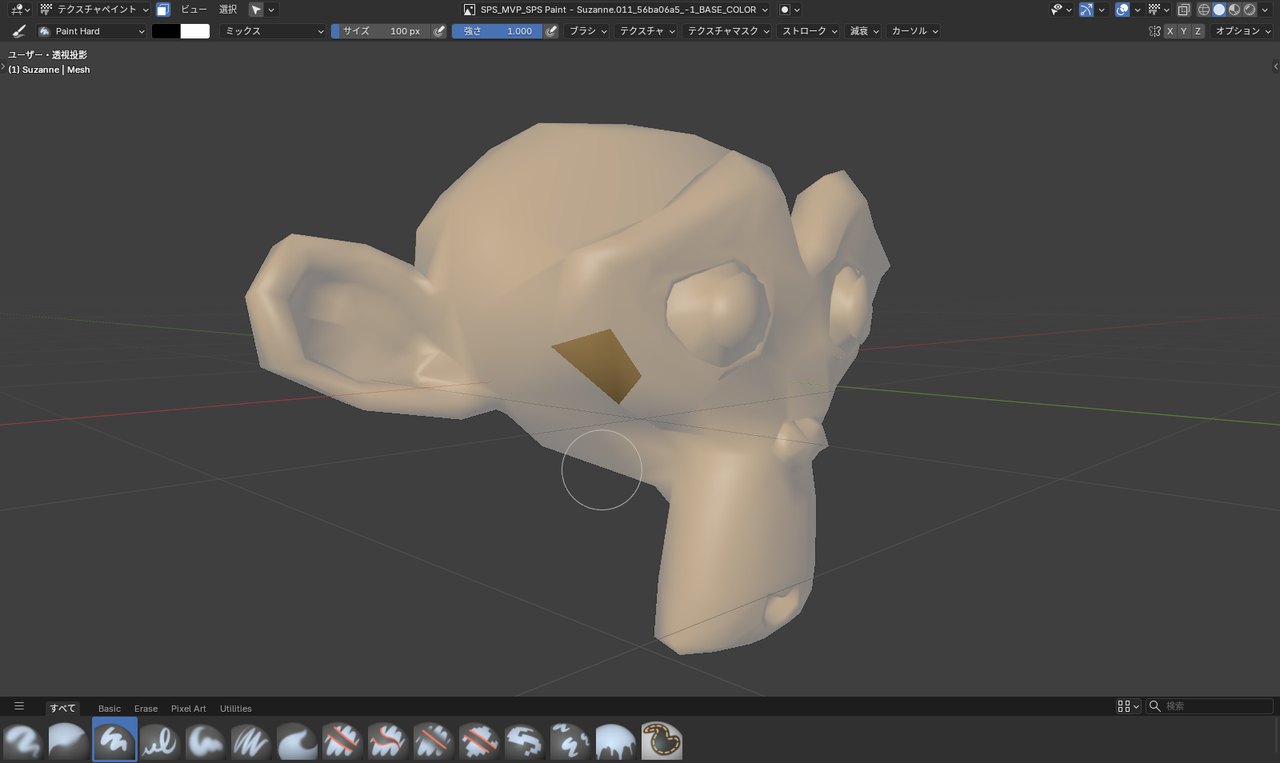 テクスチャペイント ビュー 選択 SPS_MVP_SPS Paint - Suzanne.011_56ba06a5_-1_BASE_COLOR
Paint Hard ミックス サイズ 100 px 強さ 1.000 ブラシ テクスチャ テクスチャマスク ストローク 減衰 カーソル X Y Z オプション
ユーザー・透視投影
(1) Suzanne | Mesh
すべて Basic Erase Pixel Art Utilities 検索